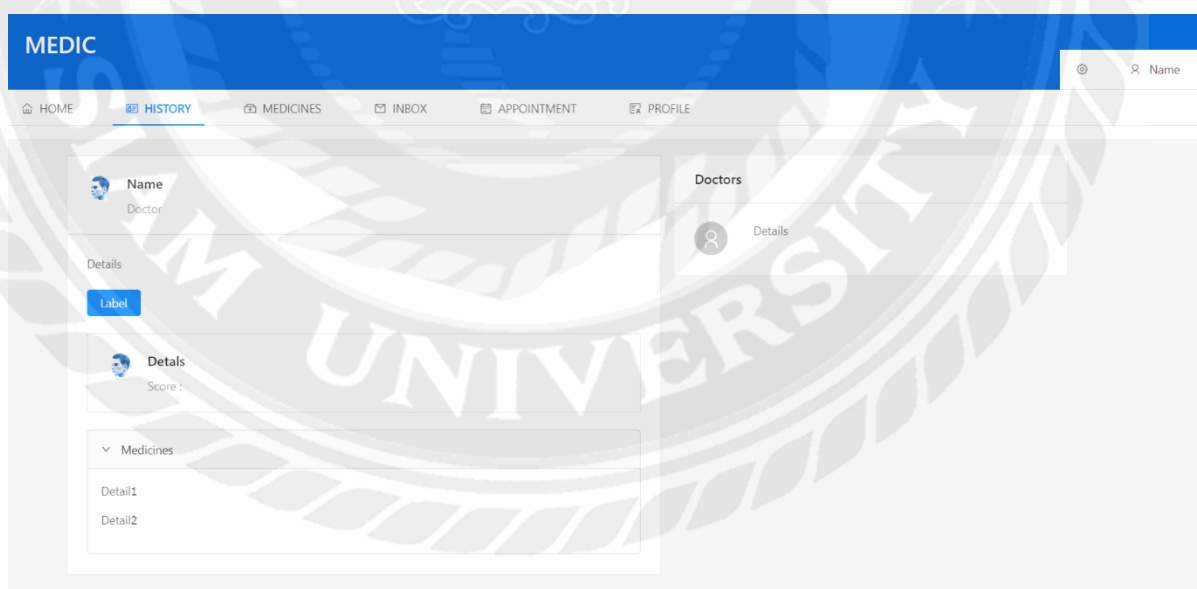 MEDIC
Name
HOME HISTORY MEDICINES INBOX APPOINTMENT PROFILE
Name
Doctor
Details
Label
Detals
Score :
Medicines
Detail1
Detail2
Doctors
Details
SIAM UNIVERSITY